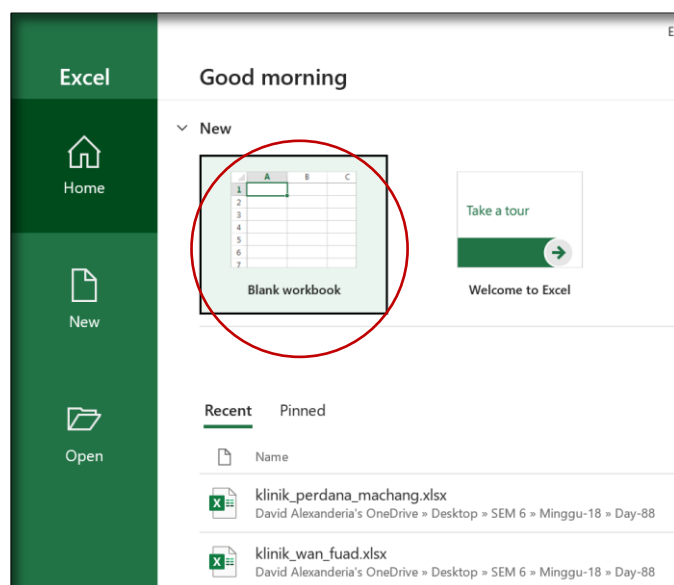 E
Excel
Good morning
New
Home
A B C
1
2
3
4
5
6
7
Blank workbook
Take a tour
Welcome to Excel
New
Recent Pinned
Open
Name
klinik_perdana_machang.xlsx
David Alexanderia's OneDrive » Desktop » SEM 6 » Minggu-18 » Day-88
klinik_wan_fuad.xlsx
David Alexanderia's OneDrive » Desktop » SEM 6 » Minggu-18 » Day-88